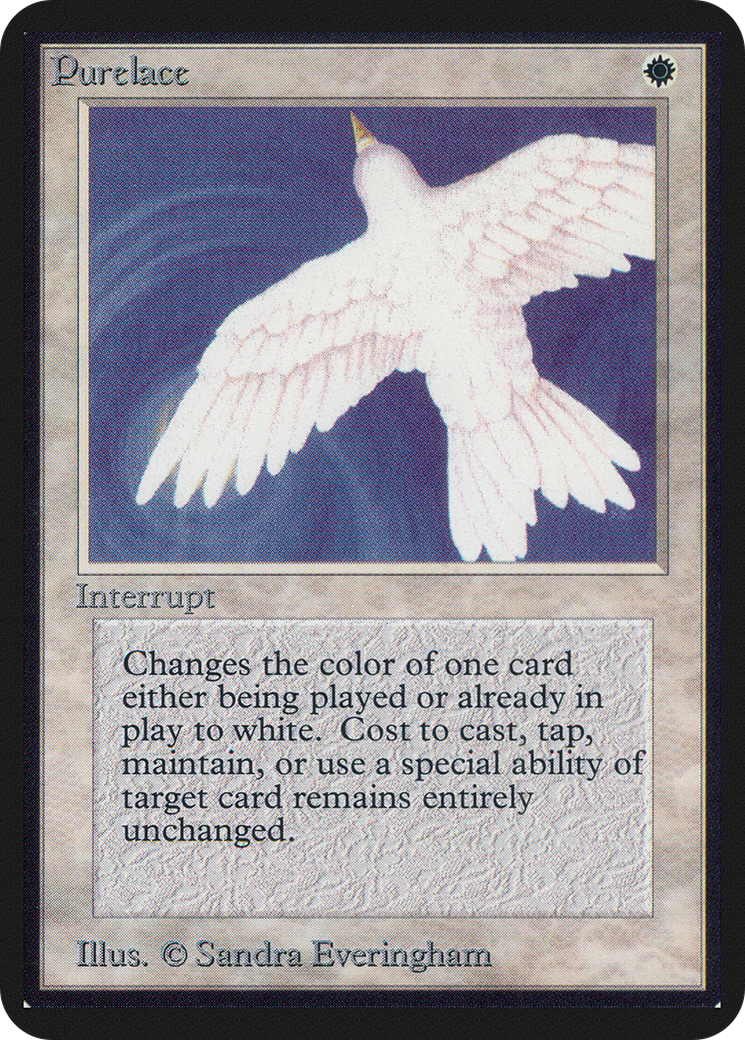 Purelace
Interrupt
Changes the color of one card
either being played or already in
play to white. Cost to cast, tap,
maintain, or use a special ability of
target card remains entirely
unchanged.
Illus. © Sandra Everingham